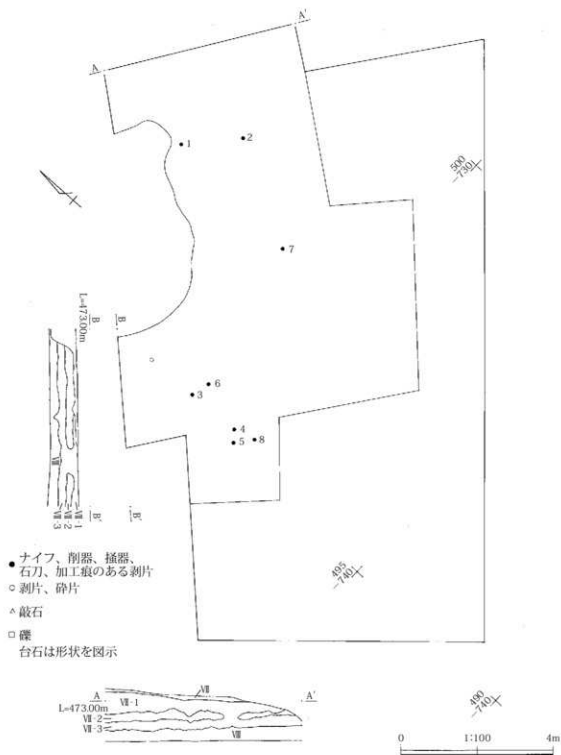 A'
A
500
-730
1
2
7
L=473.00m
B
B
6
3
4
5
8
Ⅷ
Ⅶ-3
Ⅶ-2
Ⅶ-1
B'
B'
● ナイフ、削器、掻器、
石刀、加工痕のある剥片
○ 剥片、砕片
△ 敲石
□ 礫
台石は形状を図示
495
-740
A
Ⅶ
A'
Ⅶ-1
L=473.00m
Ⅶ-2
Ⅶ-3
Ⅷ
490
-740
0
1:100
4m